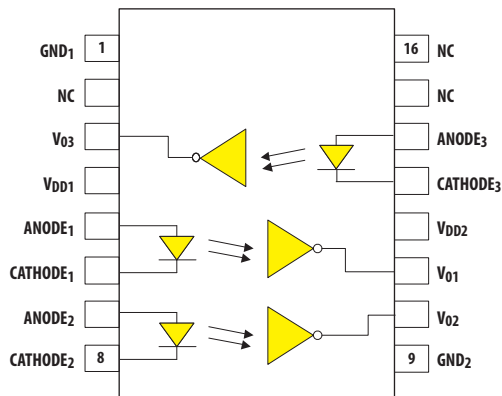 GND1 1 16 NC
NC NC
V03 ANODE3
VDD1 CATHODE3
ANODE1 VDD2
CATHODE1 V01
ANODE2 V02
CATHODE2 8 9 GND2